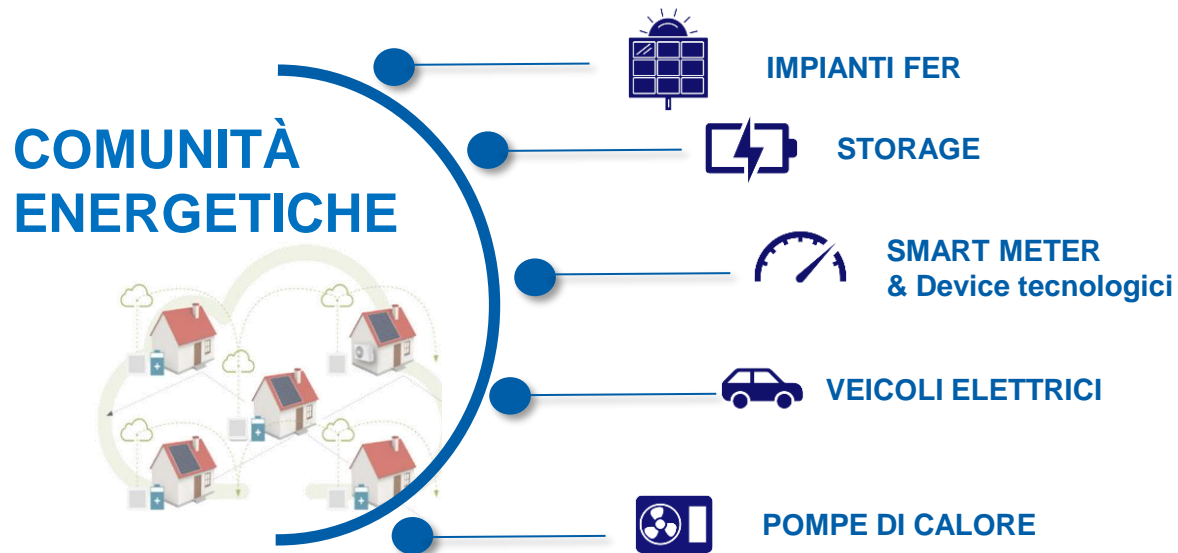 IMPIANTI FER
COMUNITÀ
ENERGETICHE
STORAGE
SMART METER
& Device tecnologici
VEICOLI ELETTRICI
POMPE DI CALORE